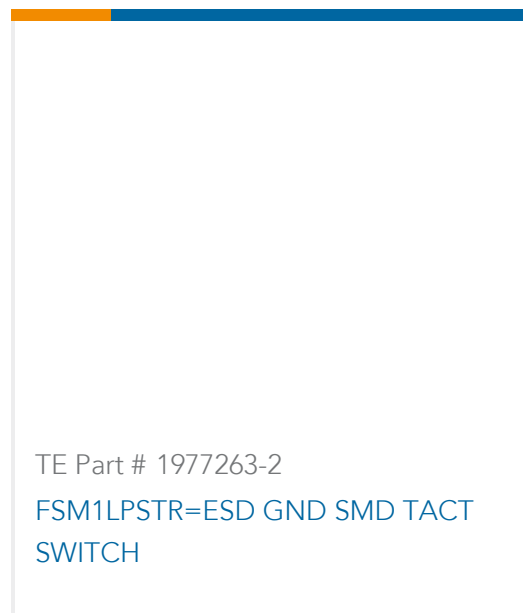 TE Part # 1977263-2
FSM1LPSTR=ESD GND SMD TACT
SWITCH